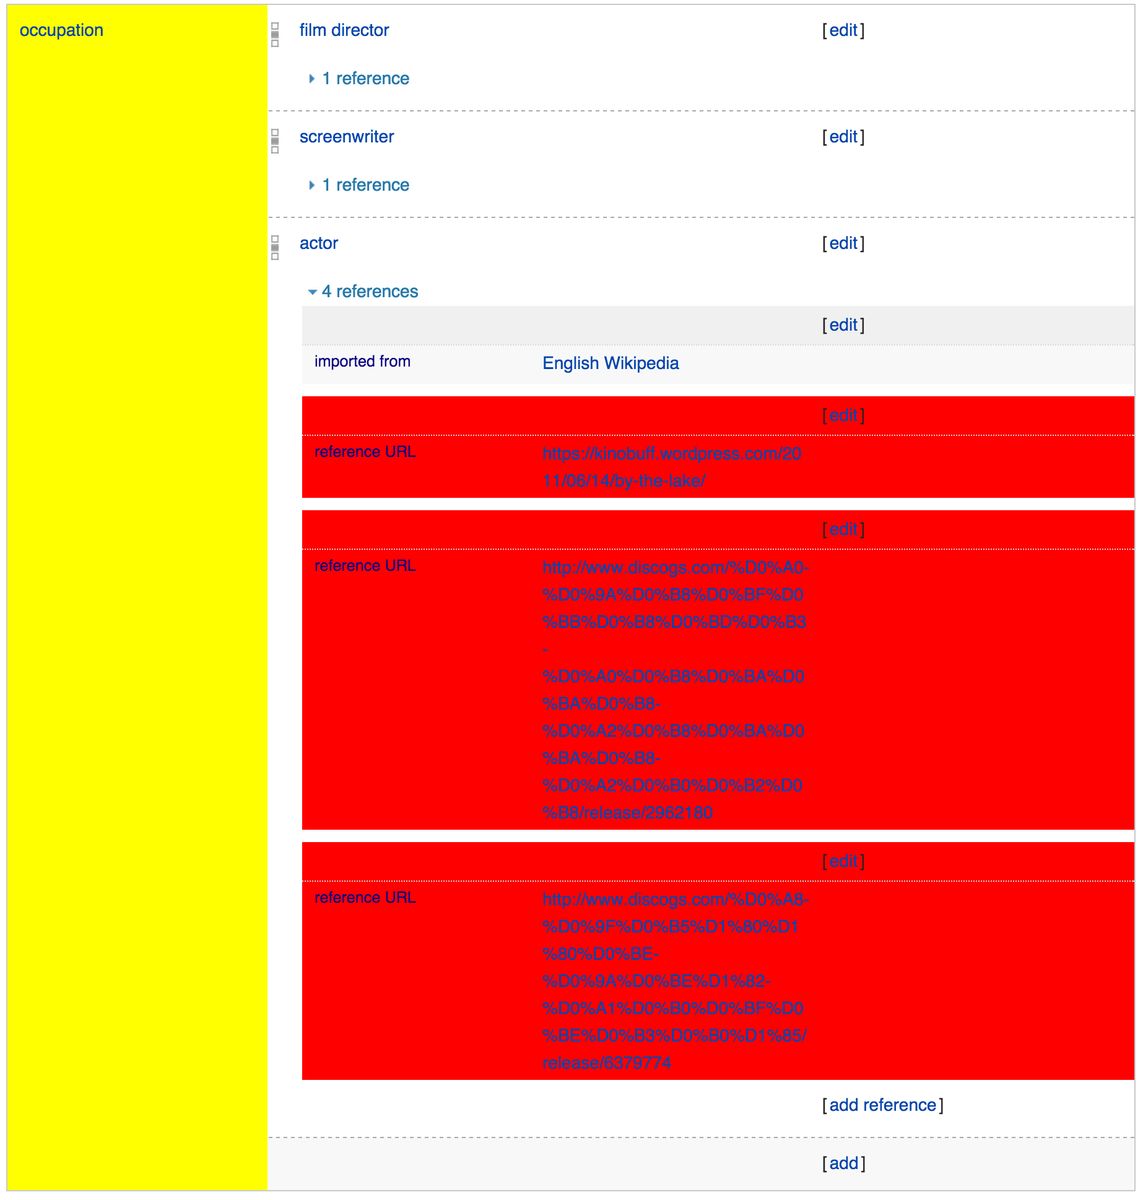 occupation
film director [edit]
1 reference
screenwriter [edit]
1 reference
actor [edit]
4 references
[edit]
imported from English Wikipedia
[edit]
reference URL https://kinobuff.wordpress.com/20
11/06/14/by-the-lake/
[edit]
reference URL http://www.discogs.com/%D0%A0-
%D0%9A%D0%B8%D0%BF%D0
%BB%D0%B8%D0%BD%D0%B3
-
%D0%A0%D0%B8%D0%BA%D0
%BA%D0%B8-
%D0%A2%D0%B8%D0%BA%D0
%BA%D0%B8-
%D0%A2%D0%B0%D0%B2%D0
%B8/release/2962180
[edit]
reference URL http://www.discogs.com/%D0%A8-
%D0%9F%D0%B5%D1%80%D1
%80%D0%BE-
%D0%9A%D0%BE%D1%82-
%D0%A1%D0%B0%D0%BF%D0
%BE%D0%B3%D0%B0%D1%85/
release/6379774
[add reference]
[add]